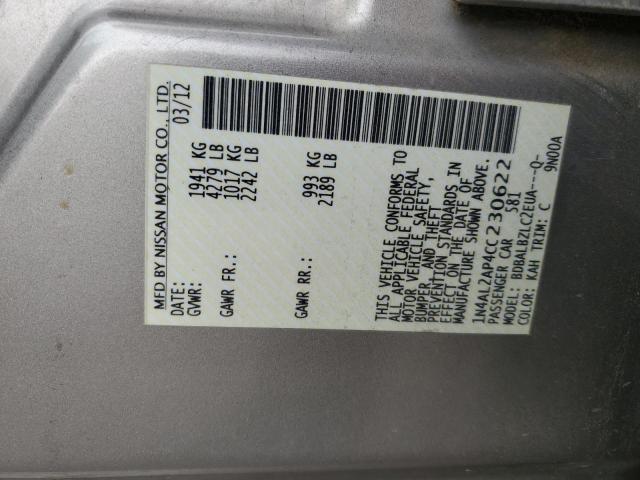 MFD BY NISSAN MOTOR CO., LTD.
DATE: 03/12
GVWR: 1941 KG
4279 LB
GAWR FR.: 1017 KG
2242 LB
GAWR RR.: 993 KG
2189 LB
THIS VEHICLE CONFORMS TO
ALL APPLICABLE FEDERAL
MOTOR VEHICLE SAFETY,
BUMPER, AND THEFT
PREVENTION STANDARDS IN
EFFECT ON THE DATE OF
MANUFACTURE SHOWN ABOVE.
1N4AL2AP4CC230622
PASSENGER CAR 581
MODEL: BDBALBZLC2EUA---Q-
COLOR: KAH TRIM: C 9N00A